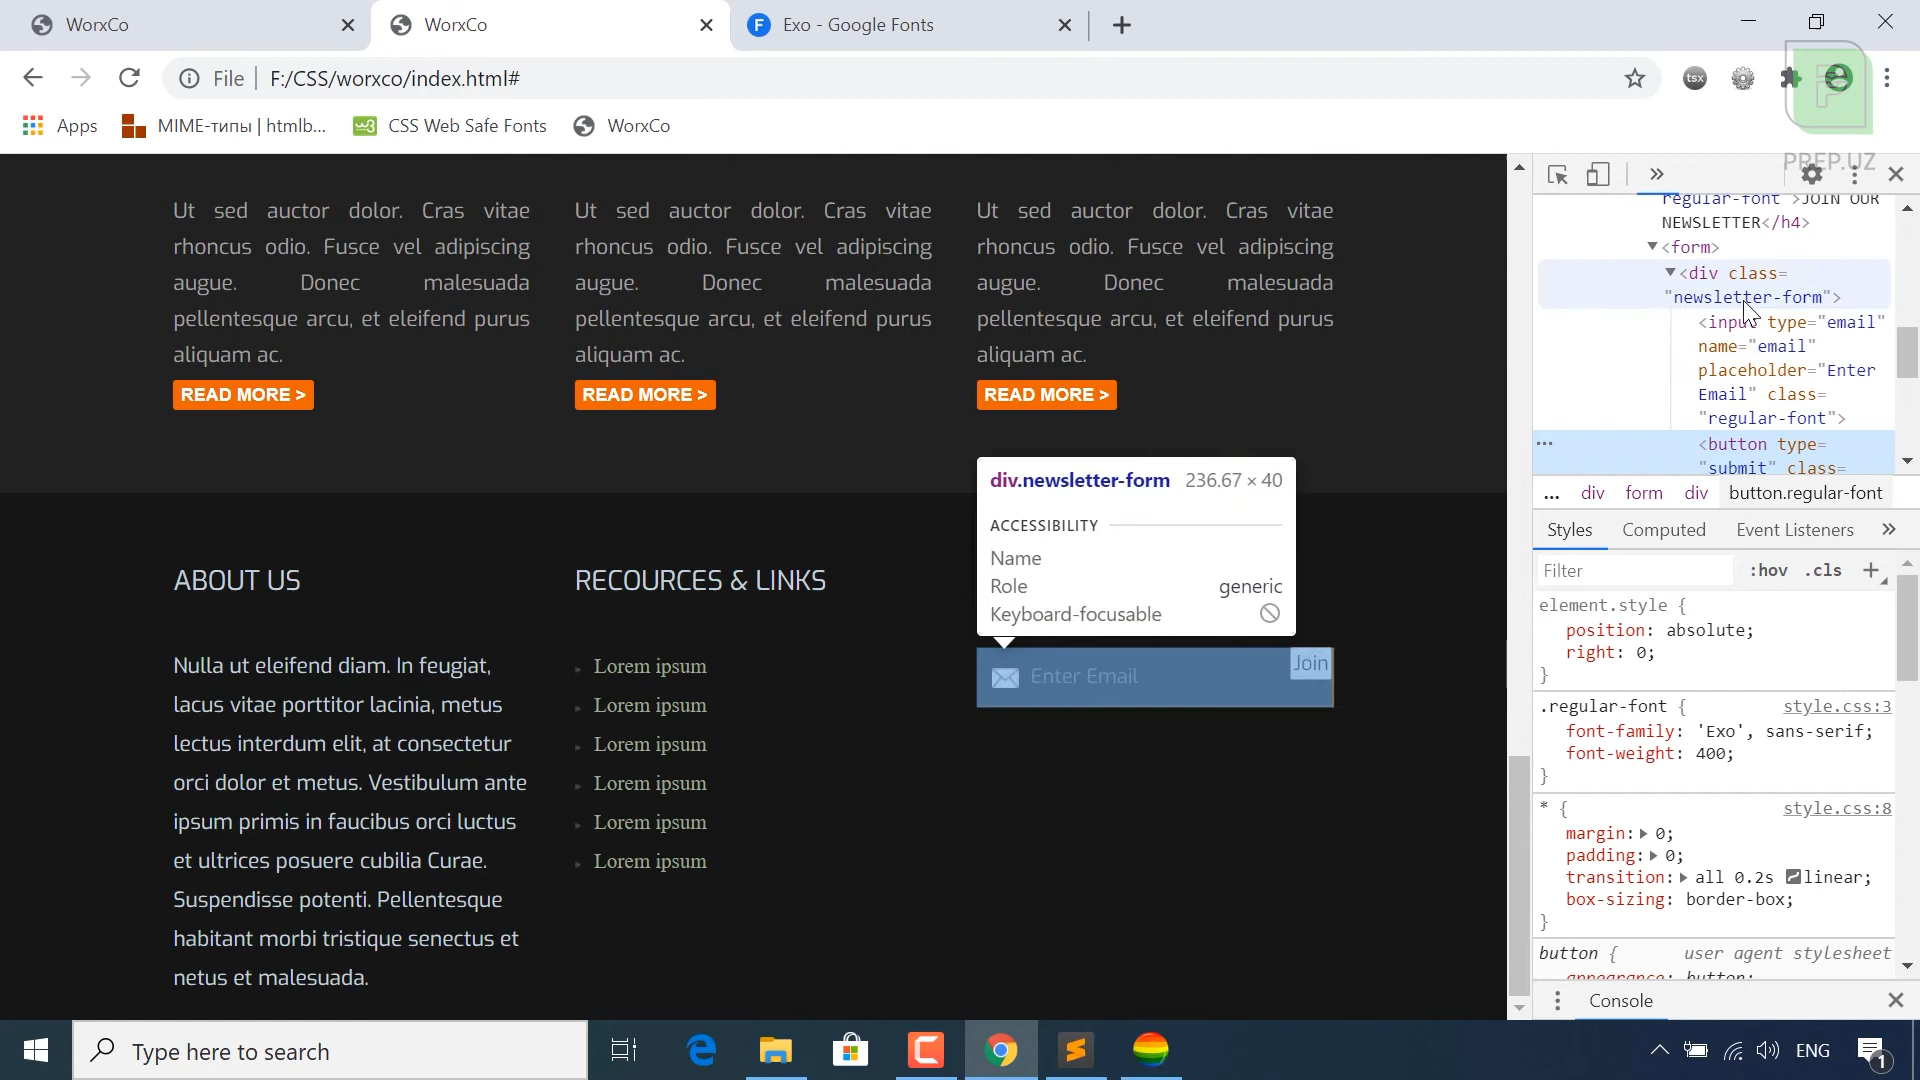 WorxCo
WorxCo
Exo - Google Fonts
File
F:/CSS/worxco/index.html#
tsx
Apps
MIME-типы | htmlb...
CSS Web Safe Fonts
WorxCo
PREP.UZ
Ut sed auctor dolor. Cras vitae
rhoncus odio. Fusce vel adipiscing
augue. Donec malesuada
pellentesque arcu, et eleifend purus
aliquam ac.
READ MORE >
Ut sed auctor dolor. Cras vitae
rhoncus odio. Fusce vel adipiscing
augue. Donec malesuada
pellentesque arcu, et eleifend purus
aliquam ac.
READ MORE >
Ut sed auctor dolor. Cras vitae
rhoncus odio. Fusce vel adipiscing
augue. Donec malesuada
pellentesque arcu, et eleifend purus
aliquam ac.
READ MORE >
div.newsletter-form 236.67 × 40
ACCESSIBILITY
Name
Role generic
Keyboard-focusable
Enter Email
Join
ABOUT US
Nulla ut eleifend diam. In feugiat,
lacus vitae porttitor lacinia, metus
lectus interdum elit, at consectetur
orci dolor et metus. Vestibulum ante
ipsum primis in faucibus orci luctus
et ultrices posuere cubilia Curae.
Suspendisse potenti. Pellentesque
habitant morbi tristique senectus et
netus et malesuada.
RECOURCES & LINKS
Lorem ipsum
Lorem ipsum
Lorem ipsum
Lorem ipsum
Lorem ipsum
Lorem ipsum
regular-font">JOIN OUR
NEWSLETTER</h4>
<form>
<div class=
"newsletter-form">
<input type="email"
name="email"
placeholder="Enter
Email" class=
"regular-font">
<button type=
"submit" class=
... div form div button.regular-font
Styles Computed Event Listeners »
Filter :hov .cls +
element.style {
position: absolute;
right: 0;
}
.regular-font { style.css:3
font-family: 'Exo', sans-serif;
font-weight: 400;
}
* { style.css:8
margin: 0;
padding: 0;
transition: all 0.2s linear;
box-sizing: border-box;
}
button { user agent stylesheet
appearance: button;
Console
Type here to search
ENG
1